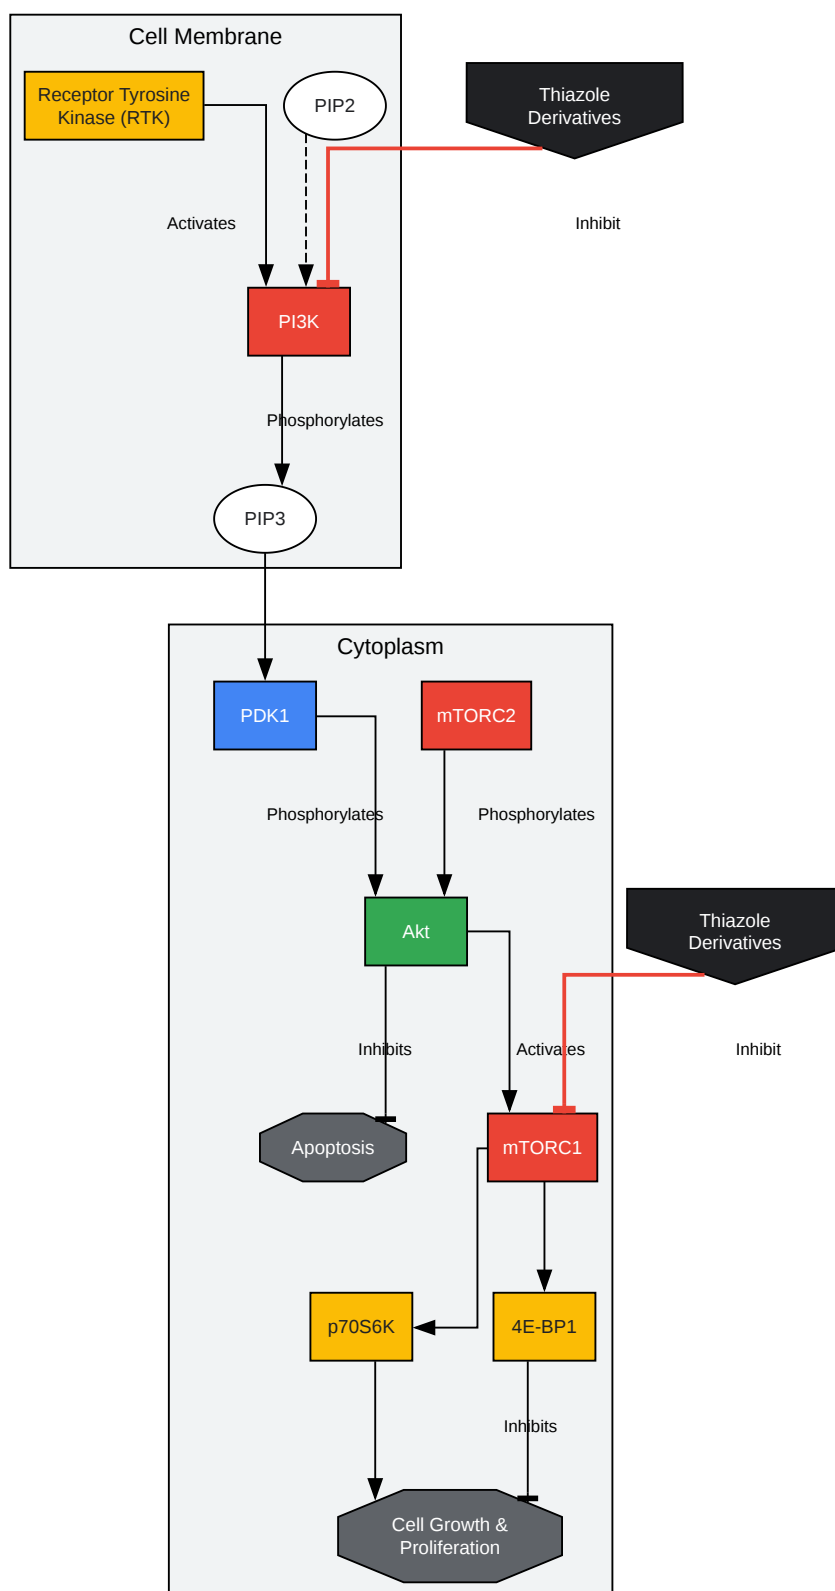 Cell Membrane
Receptor Tyrosine
Kinase (RTK)
PIP2
Thiazole
Derivatives
Activates
Inhibit
PI3K
Phosphorylates
PIP3
Cytoplasm
PDK1
mTORC2
Phosphorylates
Phosphorylates
Akt
Thiazole
Derivatives
Inhibits
Activates
Inhibit
Apoptosis
mTORC1
p70S6K
4E-BP1
Inhibits
Cell Growth &
Proliferation